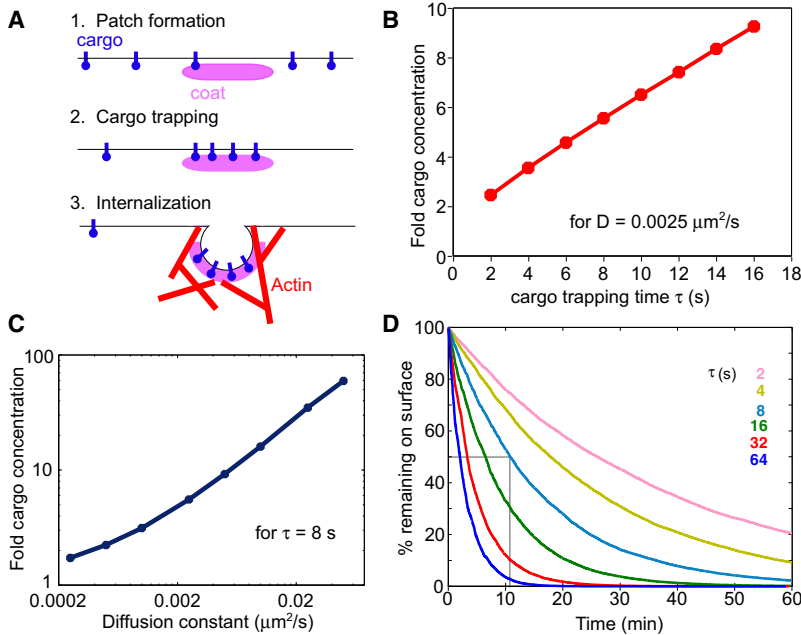 A
1. Patch formation
cargo
coat
2. Cargo trapping
3. Internalization
Actin
B
Fold cargo concentration
10
8
6
4
2
0
for D = 0.0025 μm²/s
0 2 4 6 8 10 12 14 16 18
cargo trapping time τ (s)
C
Fold cargo concentration
100
10
1
for τ = 8 s
0.0002 0.002 0.02
Diffusion constant (μm²/s)
D
% remaining on surface
100
80
60
40
20
0
τ (s) 2
4
8
16
32
64
0 10 20 30 40 50 60
Time (min)